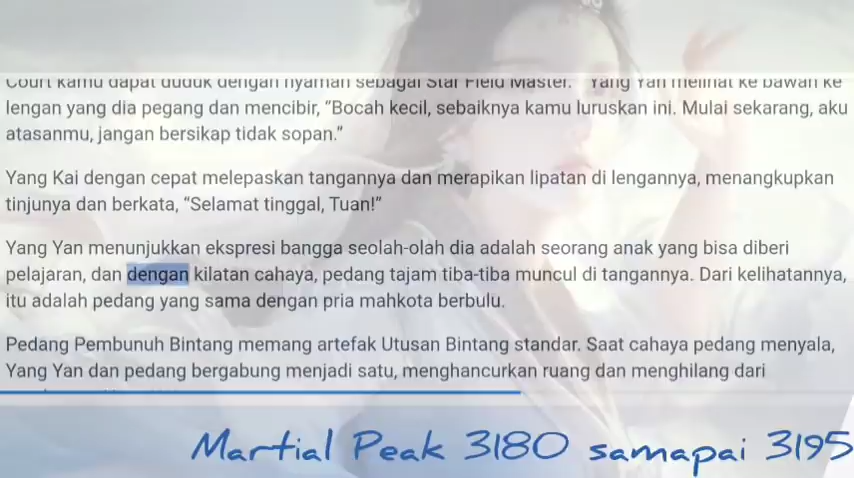 Court kamu dapat duduk dengan nyaman sebagai Star Field Master.” Yang Yan melihat ke bawah ke
lengan yang dia pegang dan mencibir, “Bocah kecil, sebaiknya kamu luruskan ini. Mulai sekarang, aku
atasanmu, jangan bersikap tidak sopan.”
Yang Kai dengan cepat melepaskan tangannya dan merapikan lipatan di lengannya, menangkupkan
tinjunya dan berkata, “Selamat tinggal, Tuan!”
Yang Yan menunjukkan ekspresi bangga seolah-olah dia adalah seorang anak yang bisa diberi
pelajaran, dan dengan kilatan cahaya, pedang tajam tiba-tiba muncul di tangannya. Dari kelihatannya,
itu adalah pedang yang sama dengan pria mahkota berbulu.
Pedang Pembunuh Bintang memang artefak Utusan Bintang standar. Saat cahaya pedang menyala,
Yang Yan dan pedang bergabung menjadi satu, menghancurkan ruang dan menghilang dari
Martial Peak 3180 samapai 3195